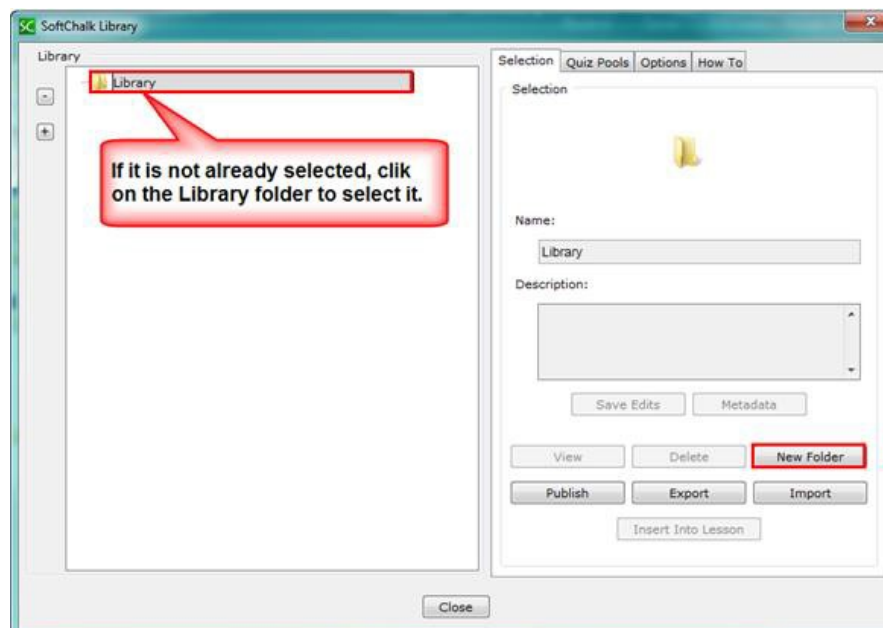 SC SoftChalk Library
x
Library
Library
-
+
If it is not already selected, clik
on the Library folder to select it.
Selection Quiz Pools Options How To
Selection
Name:
Library
Description:
Save Edits Metadata
View Delete New Folder
Publish Export Import
Insert Into Lesson
Close